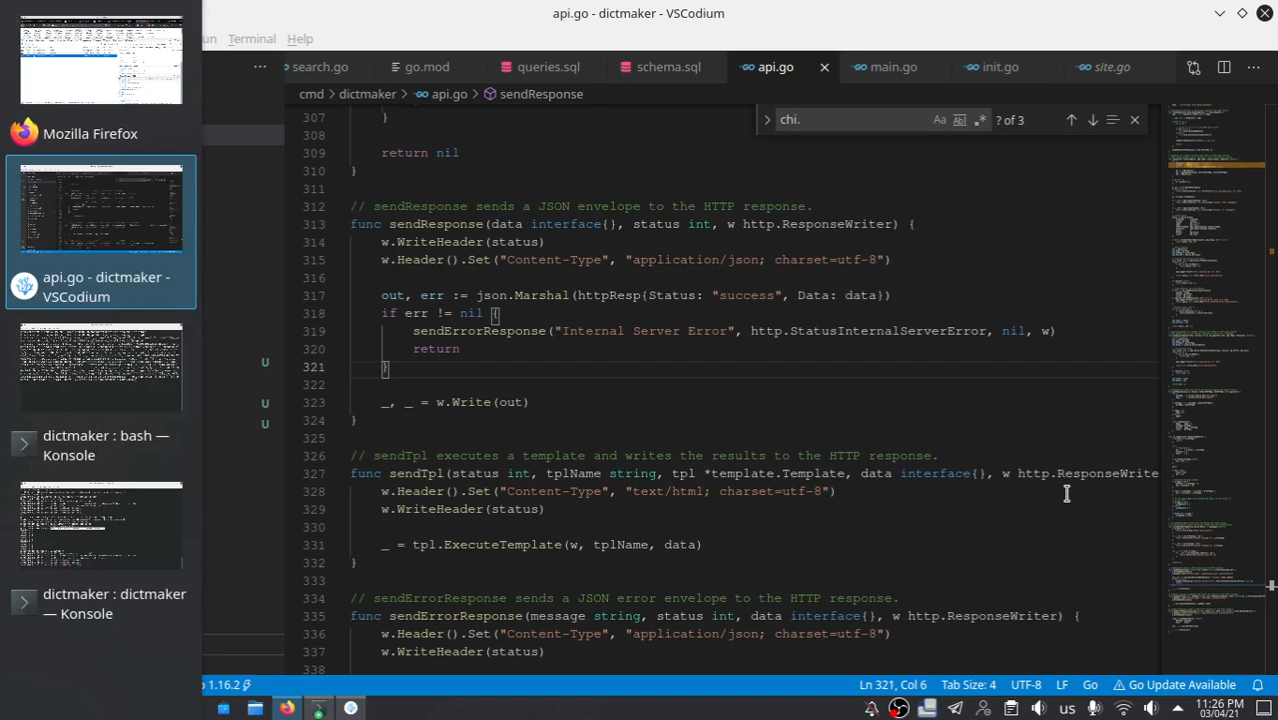 api.go - dictmaker - VSCodium
Mozilla Firefox
api.go - dictmaker -
VSCodium
dictmaker : bash —
Konsole
dictmaker : dictmaker
— Konsole
un Terminal Help
arch.go
go.mod
queries.sql
schema.sql
api.go
main.go
site.go
cmd > dictmaker > api.go > sendResponse
chi.
? of 3
307 }
308
309 return nil
310
311
312 // sendResponse sends a JSON envelope to the HTTP response.
313 func sendResponse(data interface{}, status int, w http.ResponseWriter) {
314 w.WriteHeader(status)
315 w.Header().Set("Content-Type", "application/json; charset=utf-8")
316
317 out, err := json.Marshal(httpResp{Status: "success", Data: data})
318 if err != nil {
319 sendErrorResponse("Internal Server Error", http.StatusInternalServerError, nil, w)
320 return
321 }
322
323 _, _ = w.Write(out)
324 }
325
326 // sendTpl executes a template and writes the results to the HTTP response.
327 func sendTpl(status int, tplName string, tpl *template.Template, data interface{}, w http.ResponseWrite
328 w.Header().Set("Content-Type", "text/html; charset=utf-8")
329 w.WriteHeader(status)
330
331 _ = tpl.ExecuteTemplate(w, tplName, data)
332 }
333
334 // sendErrorResponse sends a JSON error envelope to the HTTP response.
335 func sendErrorResponse(message string, status int, data interface{}, w http.ResponseWriter) {
336 w.Header().Set("Content-Type", "application/json; charset=utf-8")
337 w.WriteHeader(status)
338
U
U
U
o 1.16.2
Ln 321, Col 6
Tab Size: 4
UTF-8
LF
Go
Go Update Available
us
11:26 PM
03/04/21